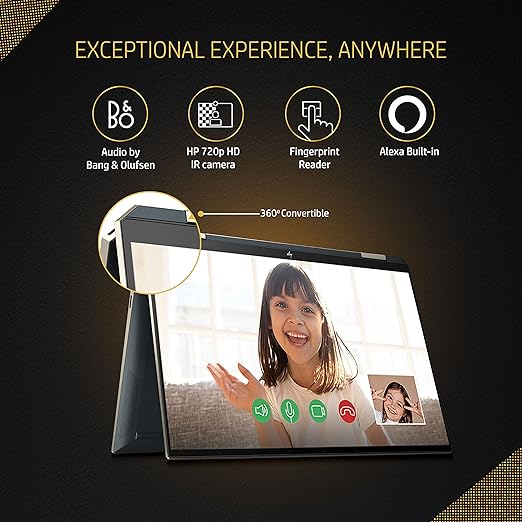 EXCEPTIONAL EXPERIENCE, ANYWHERE
B&O
Audio by
Bang & Olufsen
HP 720p HD
IR camera
Fingerprint
Reader
Alexa Built-in
360° Convertible
hp